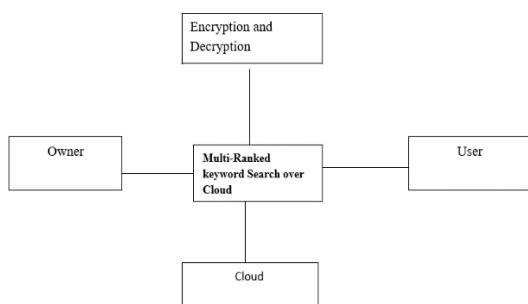 Encryption and
Decryption
Owner
Multi-Ranked
keyword Search over
Cloud
User
Cloud